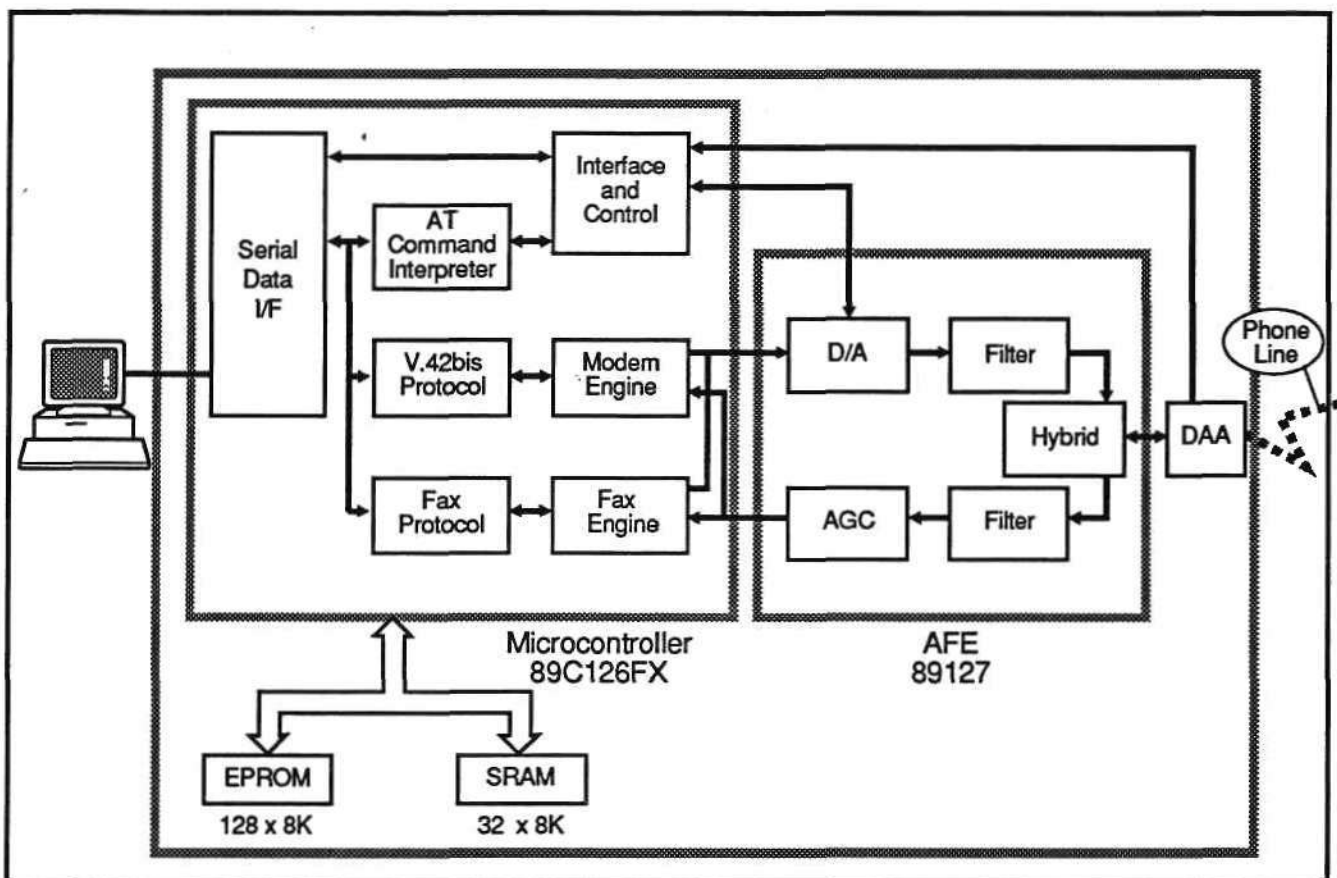 Serial
Data
I/F
Interface
and
Control
AT
Command
Interpreter
V.42bis
Protocol
Modem
Engine
Fax
Protocol
Fax
Engine
D/A
Filter
Hybrid
AGC
Filter
DAA
Phone
Line
Microcontroller
89C126FX
AFE
89127
EPROM
128 x 8K
SRAM
32 x 8K